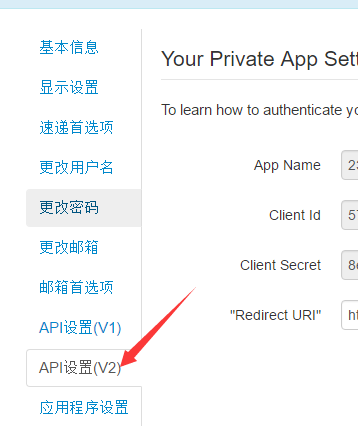 基本信息
显示设置
速递首选项
更改用户名
更改密码
更改邮箱
邮箱首选项
API设置(V1)
API设置(V2)
应用程序设置
Your Private App Sett
To learn how to authenticate yo
App Name 23
Client Id 57
Client Secret 8e
"Redirect URI" ht